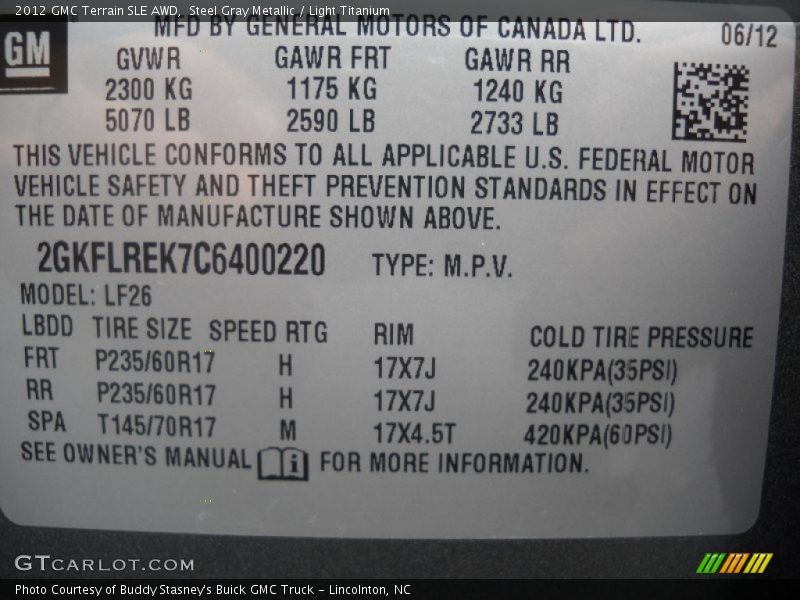 2012 GMC Terrain SLE AWD, Steel Gray Metallic / Light Titanium
MFD BY GENERAL MOTORS OF CANADA LTD.
06/12
GM
GVWR GAWR FRT GAWR RR
2300 KG 1175 KG 1240 KG
5070 LB 2590 LB 2733 LB
THIS VEHICLE CONFORMS TO ALL APPLICABLE U.S. FEDERAL MOTOR
VEHICLE SAFETY AND THEFT PREVENTION STANDARDS IN EFFECT ON
THE DATE OF MANUFACTURE SHOWN ABOVE.
2GKFLREK7C6400220 TYPE: M.P.V.
MODEL: LF26
LBDD TIRE SIZE SPEED RTG RIM COLD TIRE PRESSURE
FRT P235/60R17 H 17X7J 240KPA(35PSI)
RR P235/60R17 H 17X7J 240KPA(35PSI)
SPA T145/70R17 M 17X4.5T 420KPA(60PSI)
SEE OWNER'S MANUAL i FOR MORE INFORMATION.
GTCARLOT.COM
Photo Courtesy of Buddy Stasney's Buick GMC Truck - Lincolnton, NC